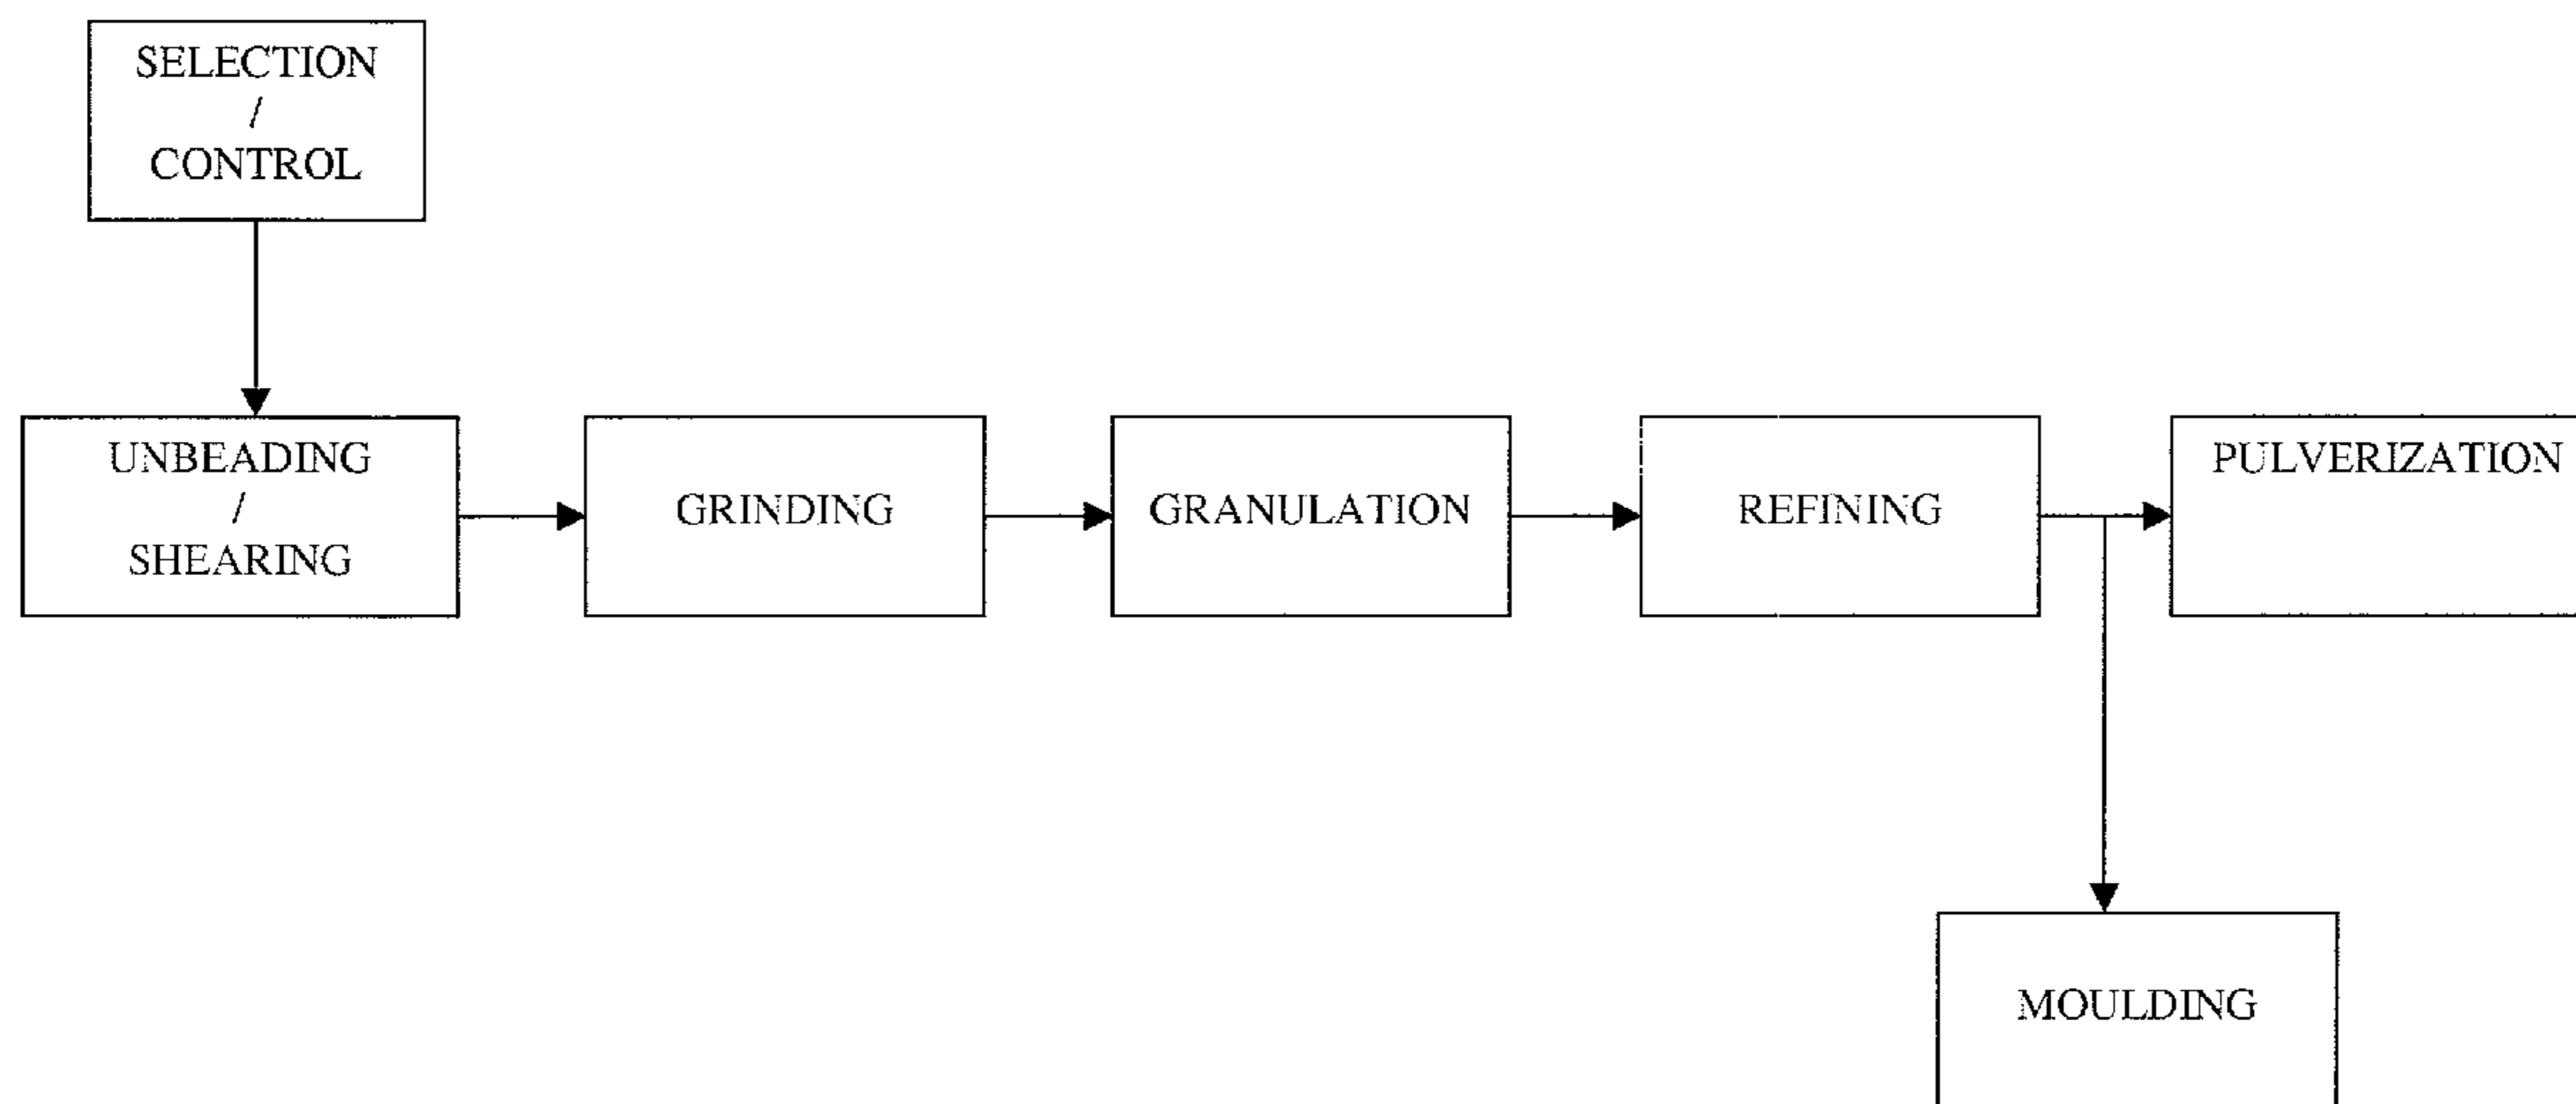 SELECTION
/
CONTROL
UNBEADING
/
SHEARING
GRINDING
GRANULATION
REFINING
PULVERIZATION
MOULDING